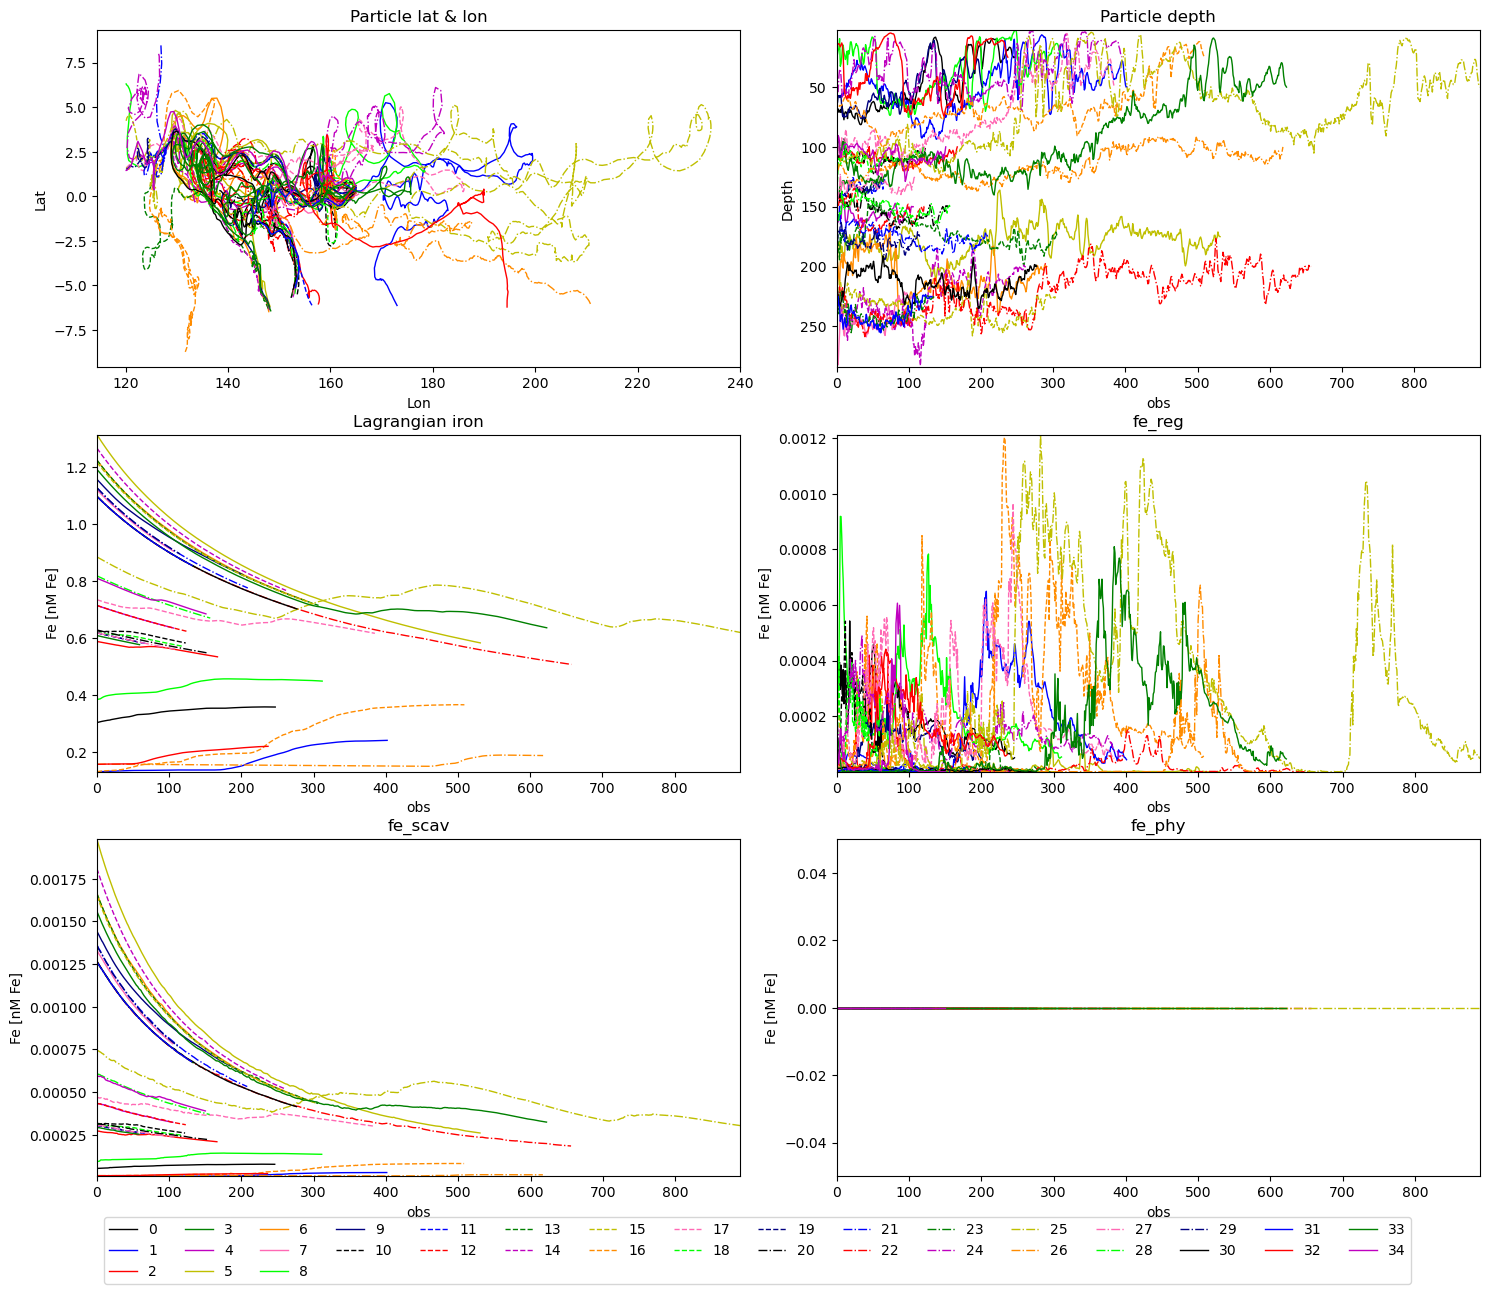 Particle lat & lon
7.5
5.0
2.5
0.0
−2.5
−5.0
−7.5
Lat
120 140 160 180 200 220 240
Lon
Particle depth
50
100
150
200
250
Depth
0 100 200 300 400 500 600 700 800
obs
Lagrangian iron
1.2
1.0
0.8
0.6
0.4
0.2
Fe [nM Fe]
0 100 200 300 400 500 600 700 800
obs
fe_reg
0.0012
0.0010
0.0008
0.0006
0.0004
0.0002
Fe [nM Fe]
0 100 200 300 400 500 600 700 800
obs
fe_scav
0.00175
0.00150
0.00125
0.00100
0.00075
0.00050
0.00025
Fe [nM Fe]
0 100 200 300 400 500 600 700 800
obs
fe_phy
0.04
0.02
0.00
−0.02
−0.04
Fe [nM Fe]
0 100 200 300 400 500 600 700 800
obs
0 3 6 9 11 13 15 17 19 21 23 25 27 29 31 33
1 4 7 10 12 14 16 18 20 22 24 26 28 30 32 34
2 5 8